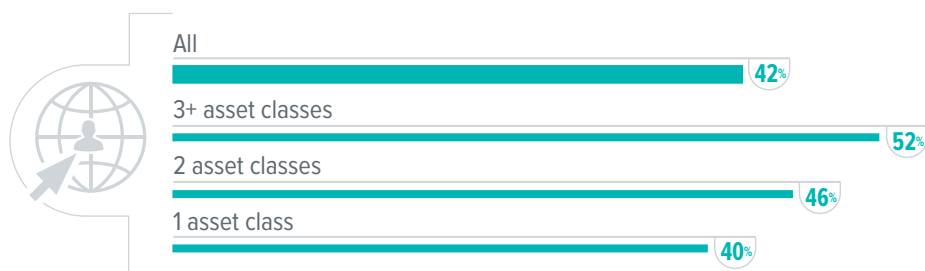 All
42%
3+ asset classes
52%
2 asset classes
46%
1 asset class
40%